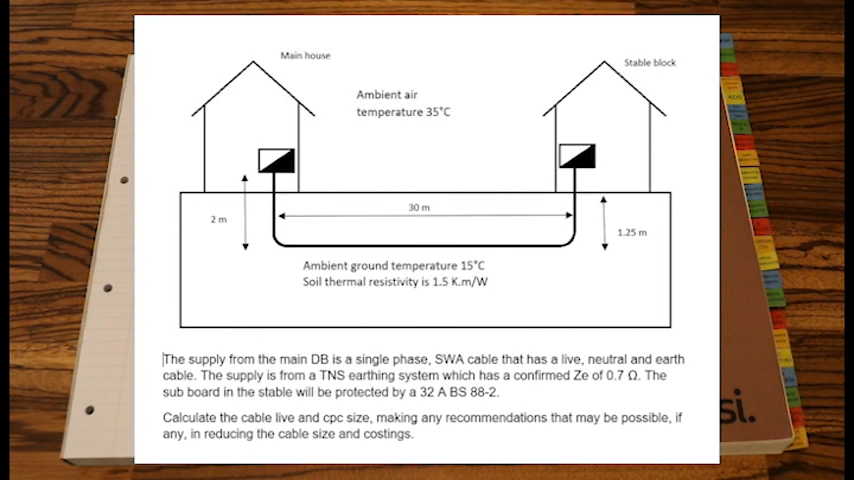 Main house
Stable block
Ambient air
temperature 35°C
30 m
2 m
1.25 m
Ambient ground temperature 15°C
Soil thermal resistivity is 1.5 K.m/W
The supply from the main DB is a single phase, SWA cable that has a live, neutral and earth
cable. The supply is from a TNS earthing system which has a confirmed Ze of 0.7 Ω. The
sub board in the stable will be protected by a 32 A BS 88-2.
Calculate the cable live and cpc size, making any recommendations that may be possible, if
any, in reducing the cable size and costings.
si.